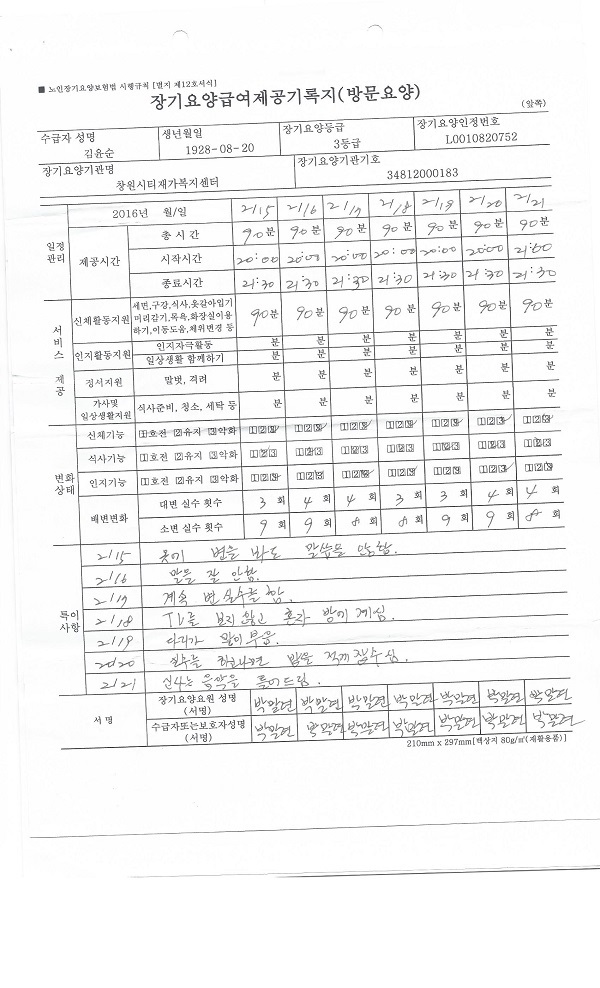 ■ 노인장기요양보험법 시행규칙 [별지 제12호서식]
장기요양급여제공기록지(방문요양)
(앞쪽)
수급자 성명 생년월일 장기요양등급 장기요양인정번호
김윤순 1928-08-20 3등급 L0010820752
장기요양기관명 장기요양기관기호
창원시티재가복지센터 34812000183
2016년 월/일 2/15 2/16 2/17 2/18 2/19 2/20 2/21
일정관리 제공시간 총 시 간 90분 90분 90분 90분 90분 90분 90분
시작시간 20:00 20:00 20:00 20:00 20:00 20:00 21:00
종료시간 21:30 21:30 21:30 21:30 21:30 21:30 21:30
서비스 제공
신체활동지원 세면,구강,식사,옷갈아입기 머리감기,목욕,화장실이용하기,이동도움,체위변경 등 90분 90분 90분 90분 90분 90분 90분
인지활동지원 인지자극활동 분 분 분 분 분 분 분
일상생활 함께하기 분 분 분 분 분 분 분
정서지원 말벗, 격려 분 분 분 분 분 분 분
가사및 일상생활지원 식사준비, 청소, 세탁 등 분 분 분 분 분 분 분
변화상태
신체기능 1호전 2유지 3악화 123 123 123 123 123 123 123
식사기능 1호전 2유지 3악화 123 123 123 123 123 123 123
인지기능 1호전 2유지 3악화 123 123 123 123 123 123 123
배변변화 대변 실수 횟수 3 회 4 회 4 회 3 회 3 회 4 회 4 회
소변 실수 횟수 9 회 9 회 8 회 8 회 9 회 9 회 8 회
특이사항
2/15 옷에 변을 봐도 말씀을 않함.
2/16 말을 잘 안함.
2/17 계속 변 실수를 함.
2/18 TV를 보지 않고 혼자 방에 계심.
2/19 다리가 많이 부음.
20/20 밥을 적게 잡수심.
2/21 신나는 음악을 틀어드림.
서 명 장기요양요원 성명 (서명) 박말련 박말련 박말련 박말련 박말련 박말련 박말련
수급자또는보호자성명 (서명) 박말련 박말련 박말련 박말련 박말련 박말련 박말련
210mm x 297mm[백상지 80g/㎡(재활용품)]